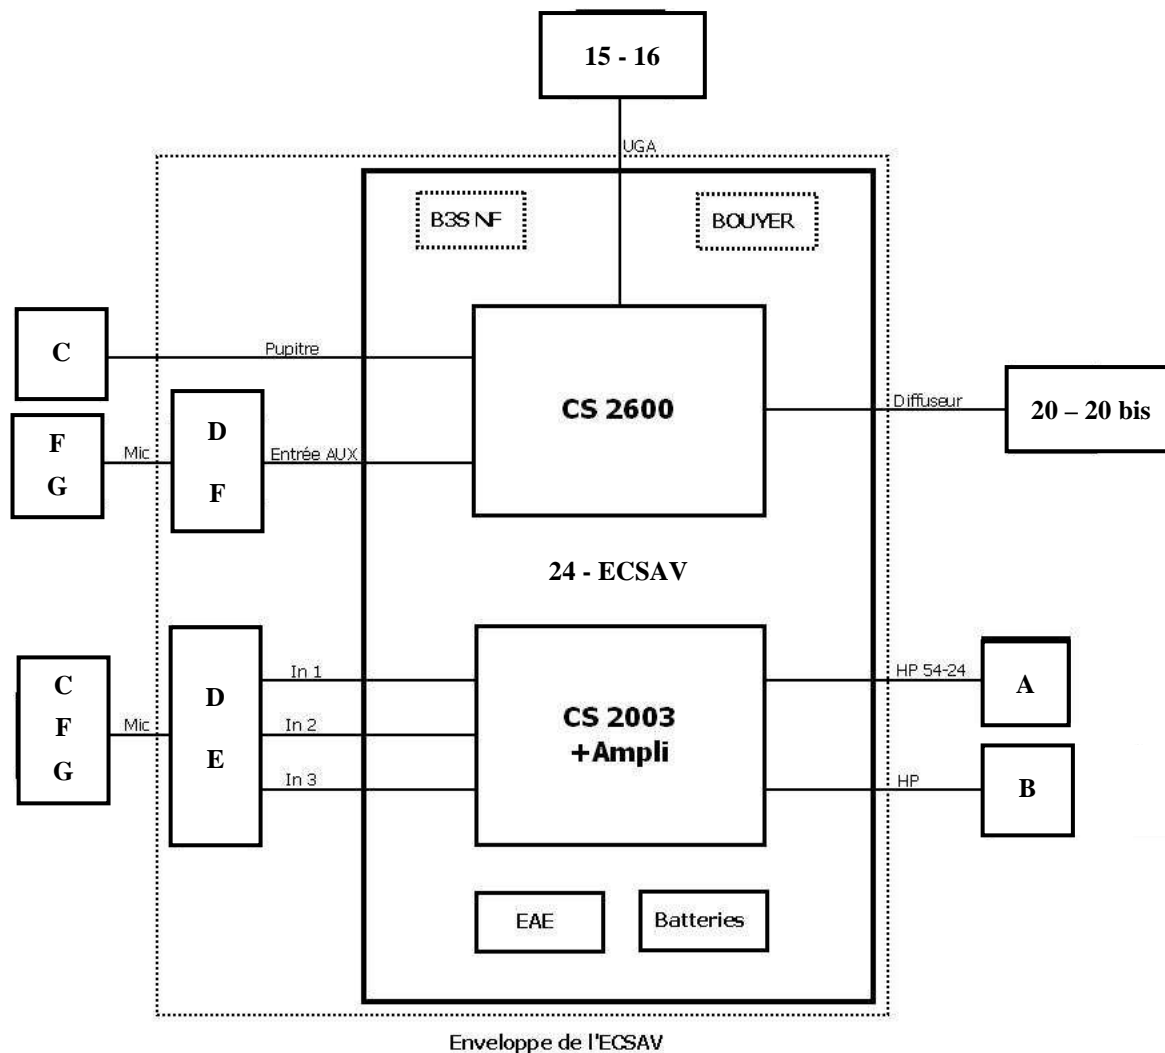 15 - 16
UGA
B3S NF
BOUYER
C
Pupitre
CS 2600
Diffuseur
20 – 20 bis
F
G
Mic
D
F
Entrée AUX
24 - ECSAV
C
F
G
Mic
D
E
In 1
In 2
In 3
CS 2003
+Ampli
HP 54-24
A
HP
B
EAE
Batteries
Enveloppe de l'ECSAV